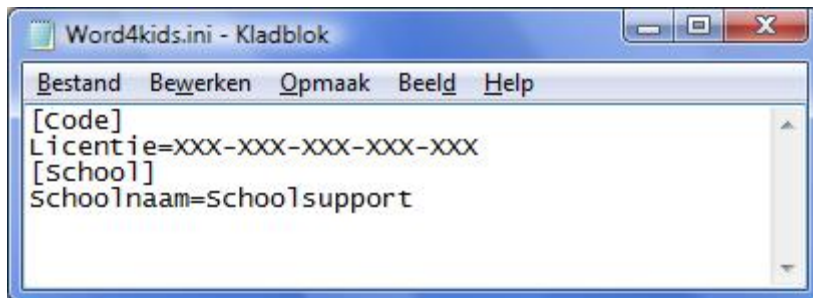 Word4kids.ini - Kladblok
Bestand Bewerken Opmaak Beeld Help
[Code]
Licentie=XXX-XXX-XXX-XXX-XXX
[School]
Schoolnaam=Schoolsupport